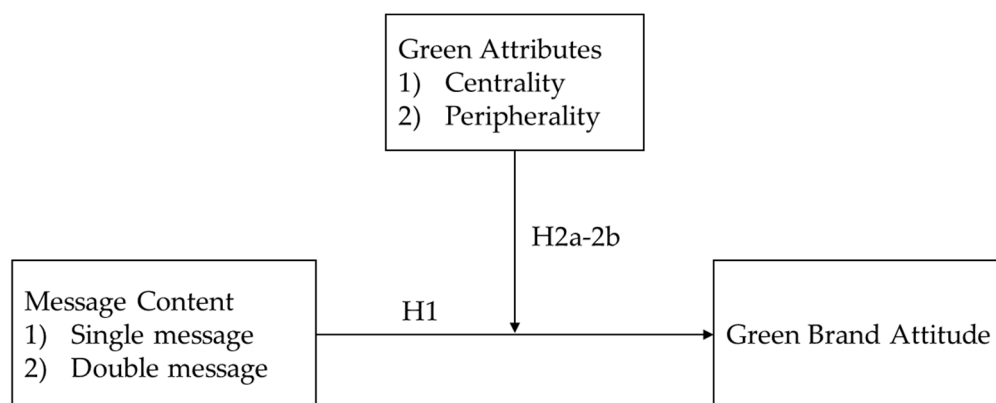 Green Attributes
1) Centrality
2) Peripherality
H2a-2b
Message Content
1) Single message
2) Double message
H1
Green Brand Attitude